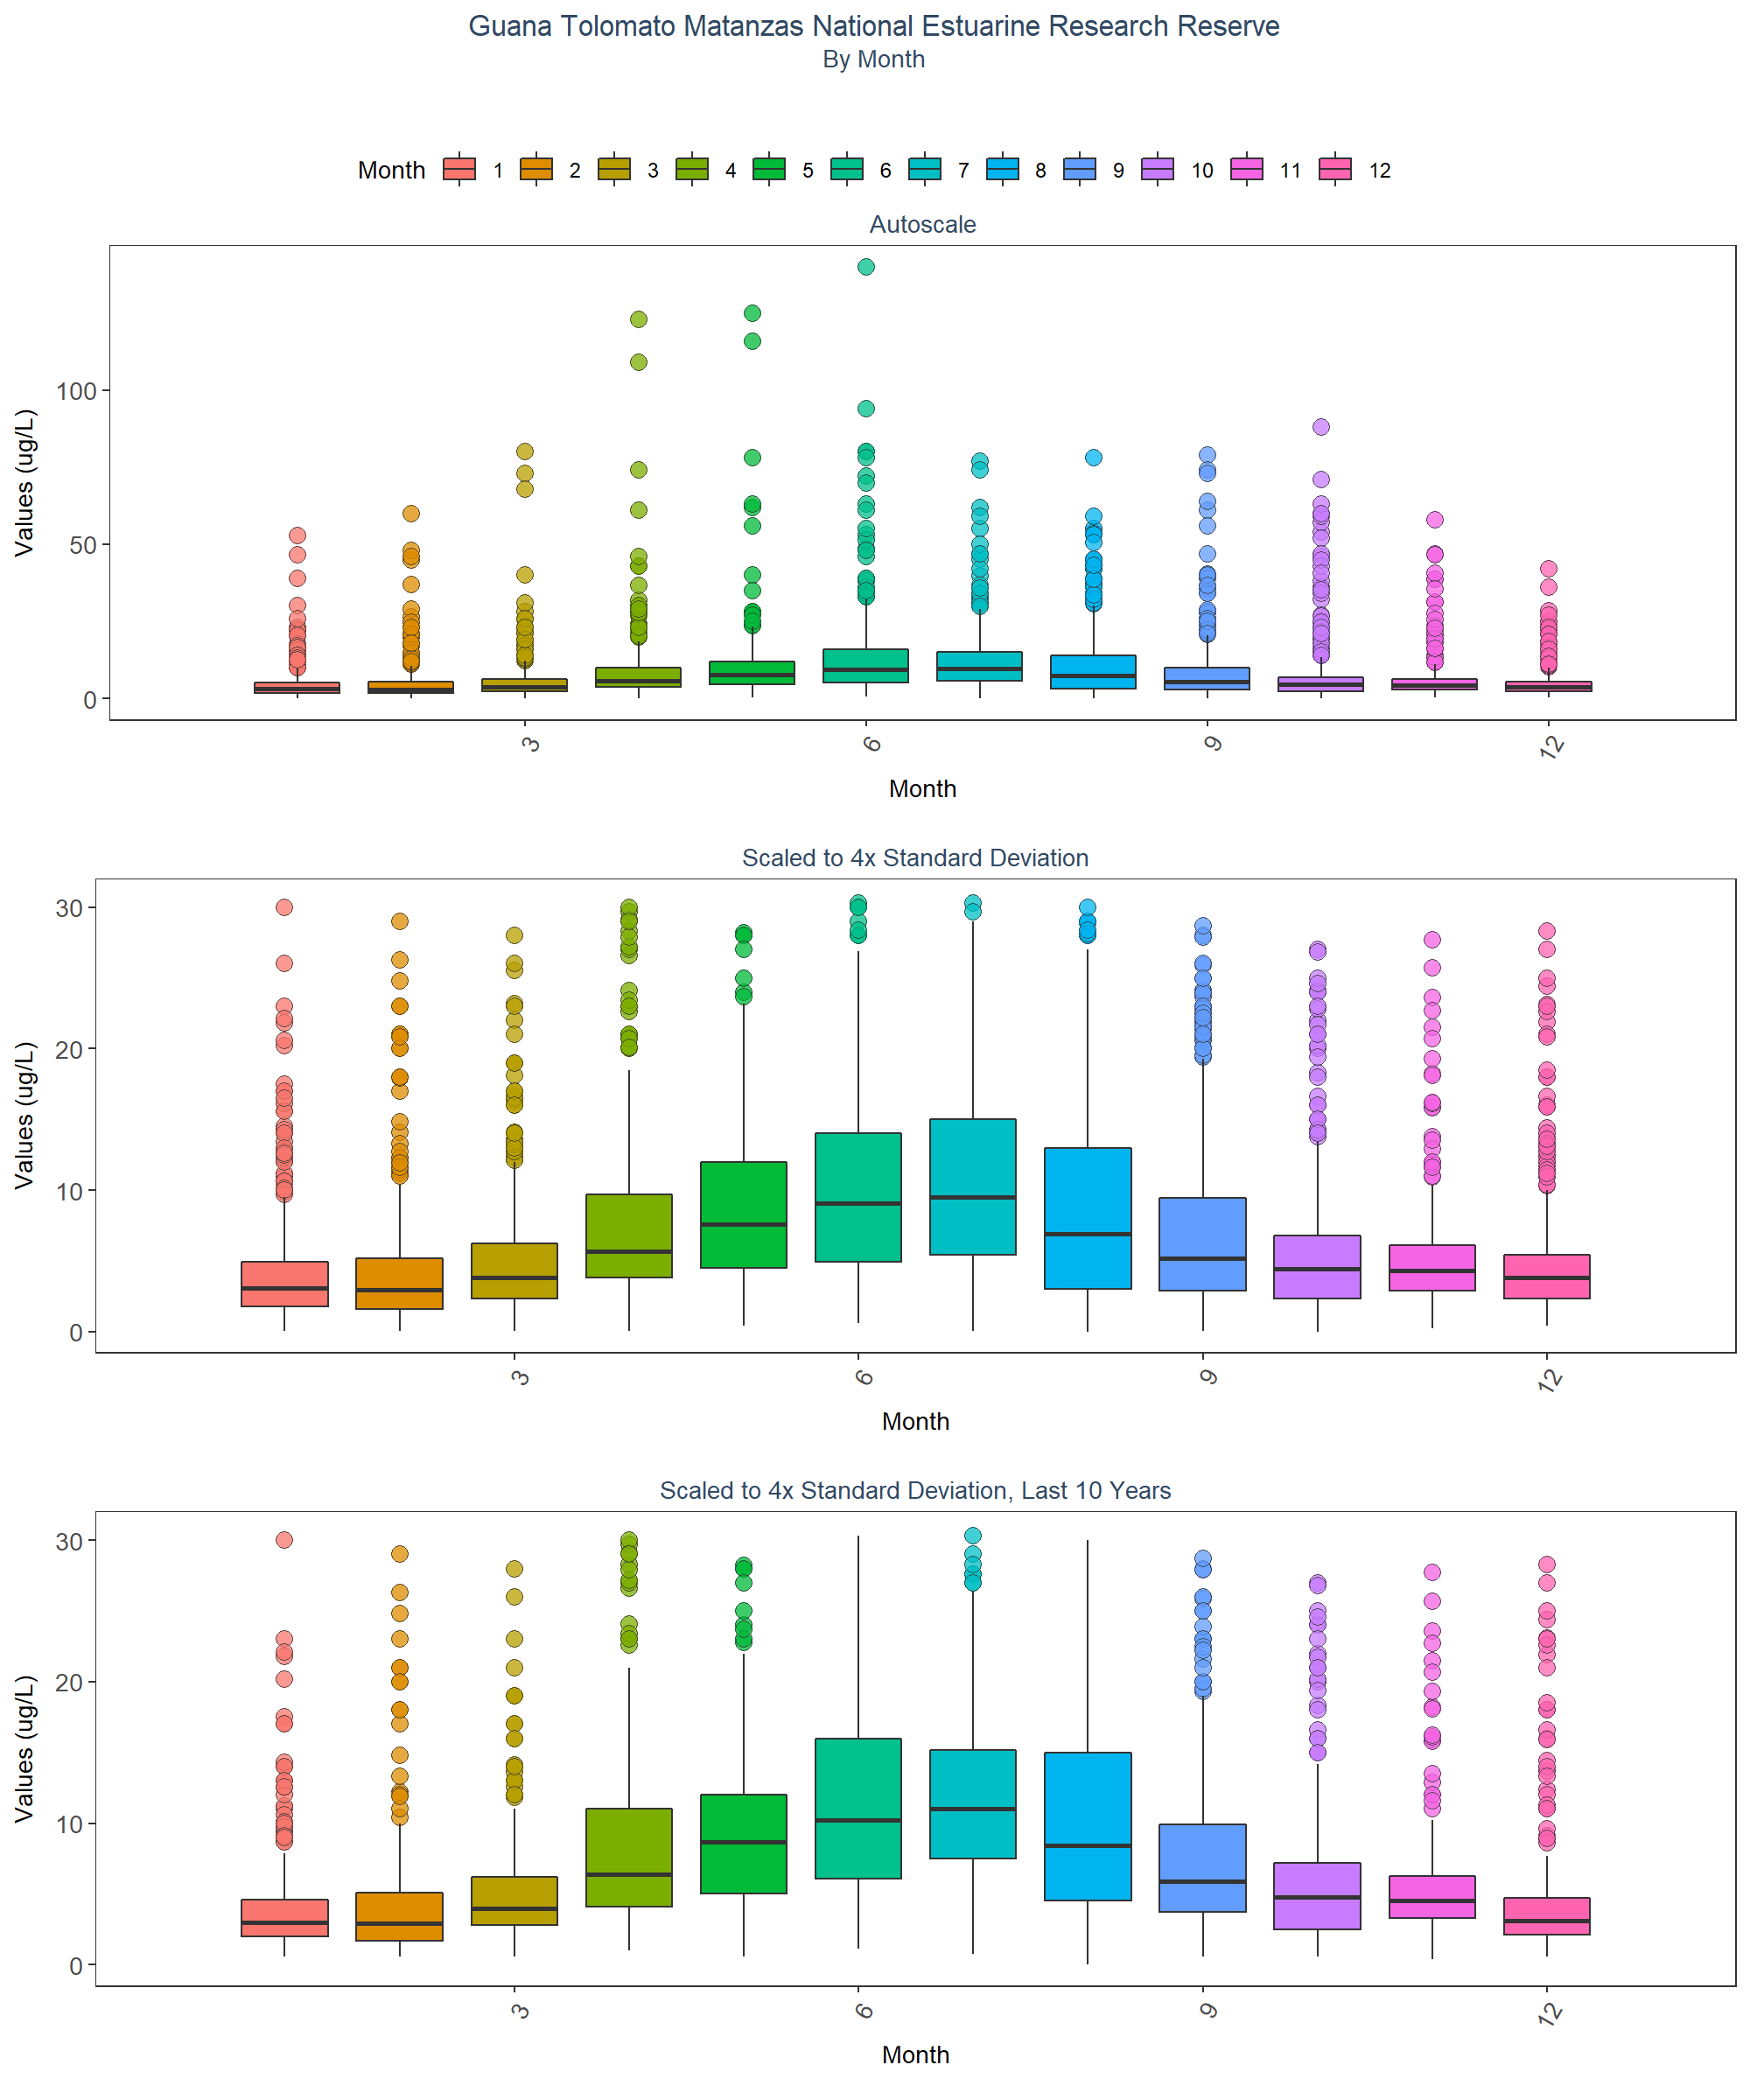 Guana Tolomato Matanzas National Estuarine Research Reserve
By Month
Month 1 2 3 4 5 6 7 8 9 10 11 12
Autoscale
Values (ug/L)
100
50
0
3 6 9 12
Month
Scaled to 4x Standard Deviation
Values (ug/L)
30
20
10
0
3 6 9 12
Month
Scaled to 4x Standard Deviation, Last 10 Years
Values (ug/L)
30
20
10
0
3 6 9 12
Month